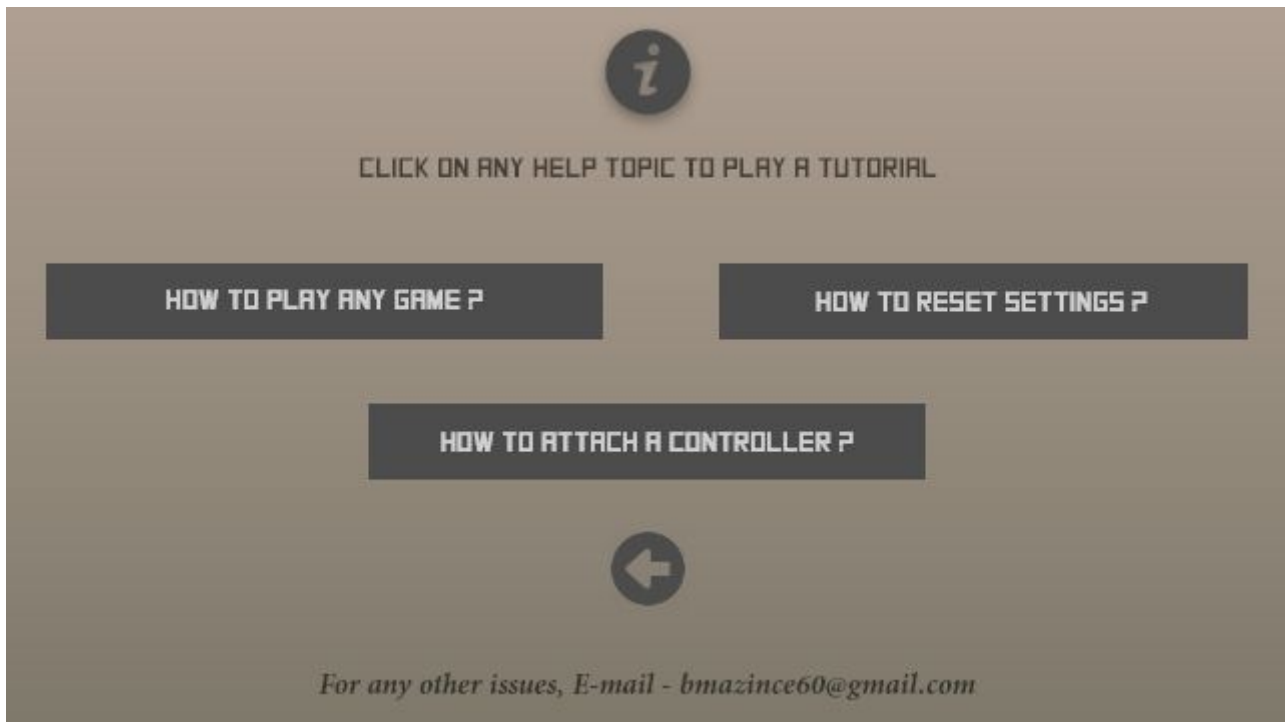 CLICK ON ANY HELP TOPIC TO PLAY A TUTORIAL
HOW TO PLAY ANY GAME ?
HOW TO RESET SETTINGS ?
HOW TO ATTACH A CONTROLLER ?
For any other issues, E-mail - bmazince60@gmail.com